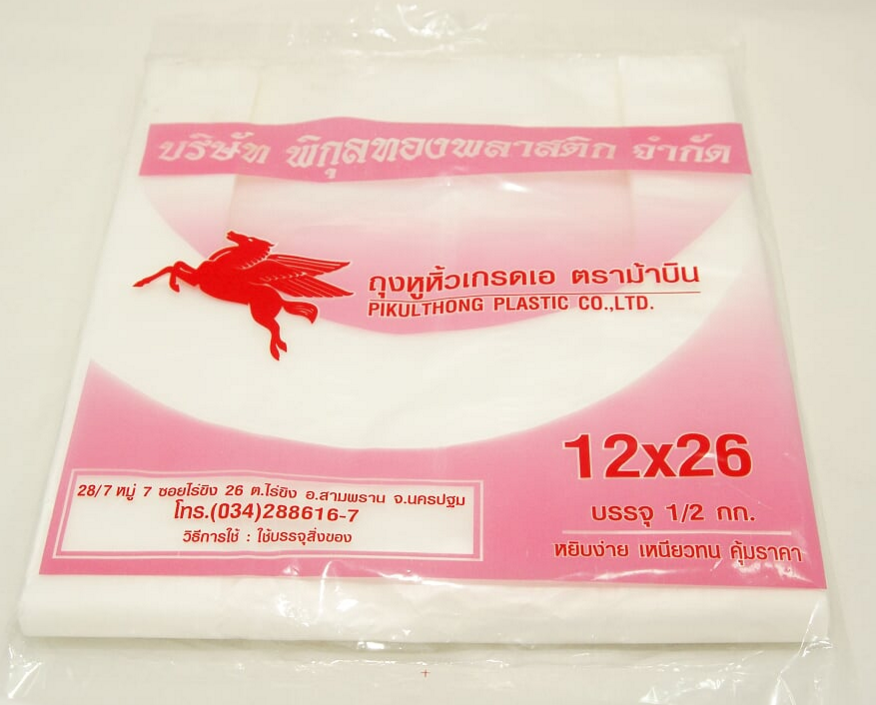 บริษัท พิกุลทองพลาสติก จำกัด
ถุงหูหิ้วเกรดเอ ตราม้าบิน
PIKULTHONG PLASTIC CO.,LTD.
12x26
บรรจุ 1/2 กก.
หยิบง่าย เหนียวทน คุ้มราคา
28/7 หมู่ 7 ซอยไร่ขิง 26 ต.ไร่ขิง อ.สามพราน จ.นครปฐม
โทร.(034)288616-7
วิธีการใช้ : ใช้บรรจุสิ่งของ